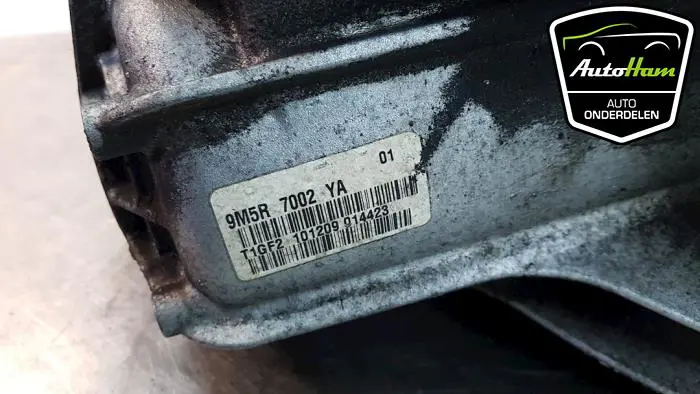 AutoHam
AUTO
ONDERDELEN
01
9M5R 7002 YA
T1GF2 101209 014423